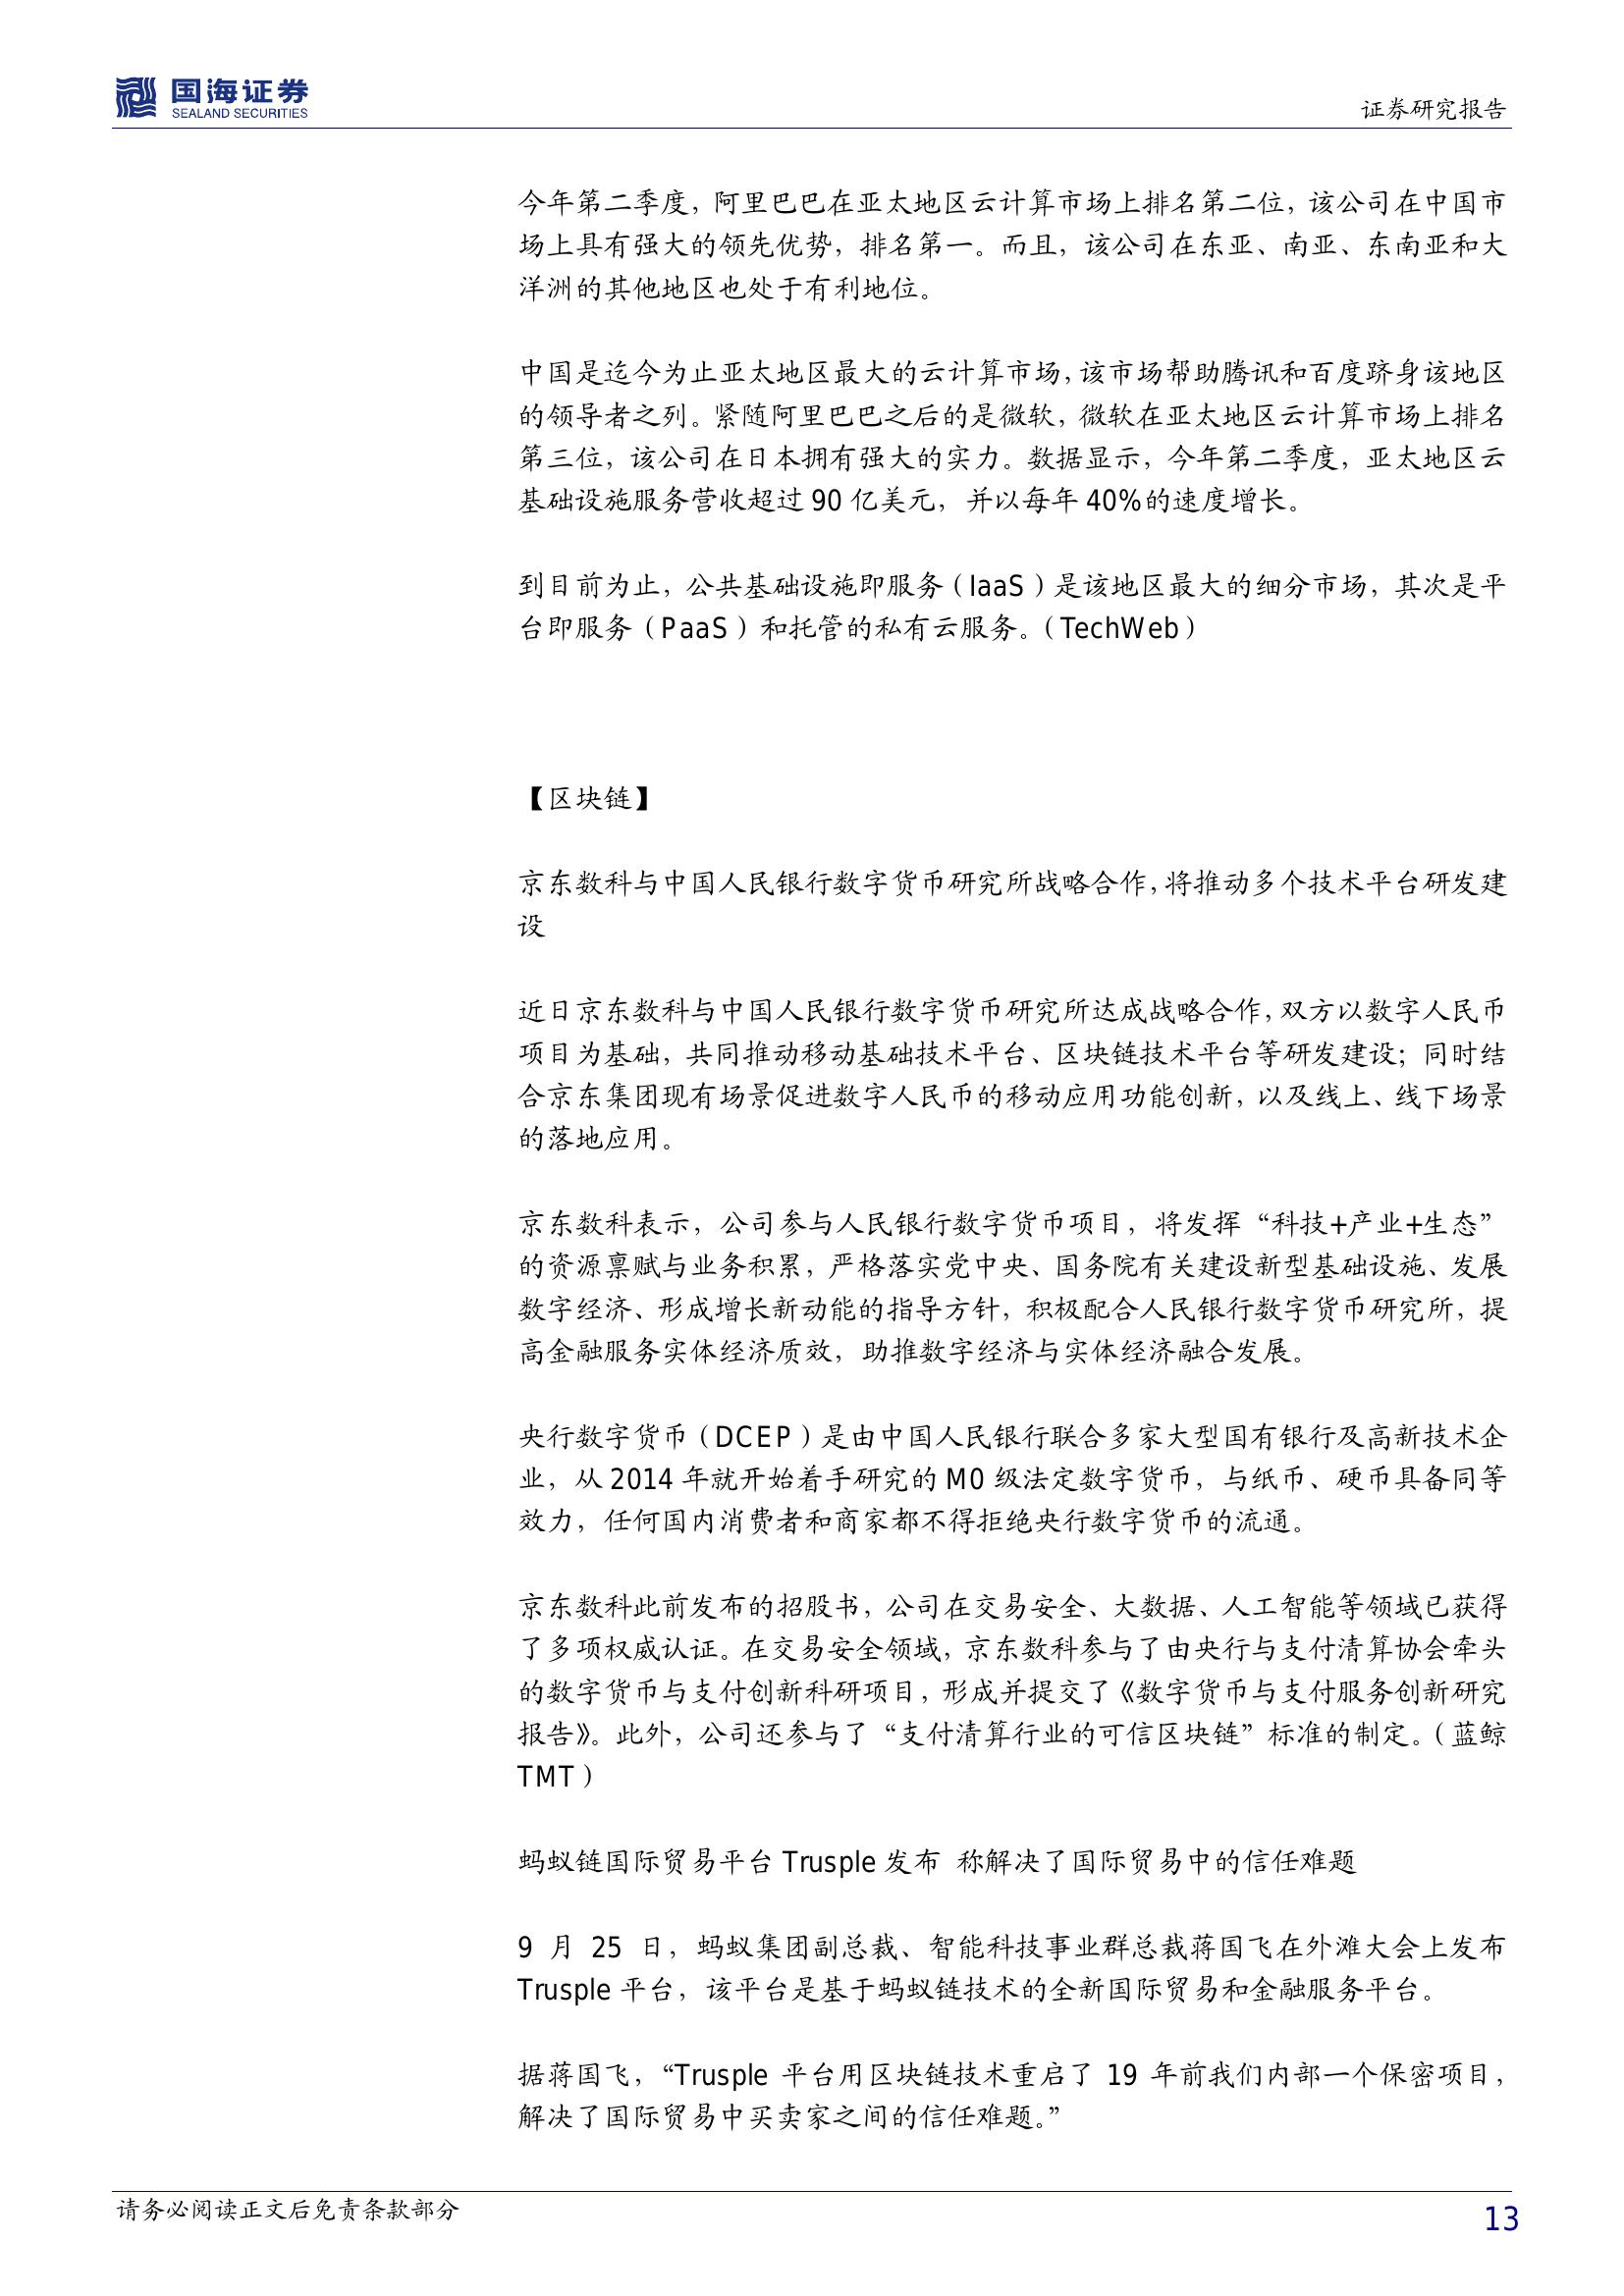 国海证券
SEALAND SECURITIES
证券研究报告
今年第二季度，阿里巴巴在亚太地区云计算市场上排名第二位，该公司在中国市
场上具有强大的领先优势，排名第一。而且，该公司在东亚、南亚、东南亚和大
洋洲的其他地区也处于有利地位。
中国是迄今为止亚太地区最大的云计算市场，该市场帮助腾讯和百度跻身该地区
的领导者之列。紧随阿里巴巴之后的是微软，微软在亚太地区云计算市场上排名
第三位，该公司在日本拥有强大的实力。数据显示，今年第二季度，亚太地区云
基础设施服务营收超过 90 亿美元，并以每年 40%的速度增长。
到目前为止，公共基础设施即服务（IaaS）是该地区最大的细分市场，其次是平
台即服务（PaaS）和托管的私有云服务。（TechWeb）
【区块链】
京东数科与中国人民银行数字货币研究所战略合作，将推动多个技术平台研发建
设
近日京东数科与中国人民银行数字货币研究所达成战略合作，双方以数字人民币
项目为基础，共同推动移动基础技术平台、区块链技术平台等研发建设；同时结
合京东集团现有场景促进数字人民币的移动应用功能创新，以及线上、线下场景
的落地应用。
京东数科表示，公司参与人民银行数字货币项目，将发挥“科技+产业+生态”
的资源禀赋与业务积累，严格落实党中央、国务院有关建设新型基础设施、发展
数字经济、形成增长新动能的指导方针，积极配合人民银行数字货币研究所，提
高金融服务实体经济质效，助推数字经济与实体经济融合发展。
央行数字货币（DCEP）是由中国人民银行联合多家大型国有银行及高新技术企
业，从 2014 年就开始着手研究的 M0 级法定数字货币，与纸币、硬币具备同等
效力，任何国内消费者和商家都不得拒绝央行数字货币的流通。
京东数科此前发布的招股书，公司在交易安全、大数据、人工智能等领域已获得
了多项权威认证。在交易安全领域，京东数科参与了由央行与支付清算协会牵头
的数字货币与支付创新科研项目，形成并提交了《数字货币与支付服务创新研究
报告》。此外，公司还参与了“支付清算行业的可信区块链”标准的制定。（蓝鲸
TMT）
蚂蚁链国际贸易平台 Trusple 发布 称解决了国际贸易中的信任难题
9 月 25 日，蚂蚁集团副总裁、智能科技事业群总裁蒋国飞在外滩大会上发布
Trusple 平台，该平台是基于蚂蚁链技术的全新国际贸易和金融服务平台。
据蒋国飞，“Trusple 平台用区块链技术重启了 19 年前我们内部一个保密项目，
解决了国际贸易中买卖家之间的信任难题。”
请务必阅读正文后免责条款部分
13